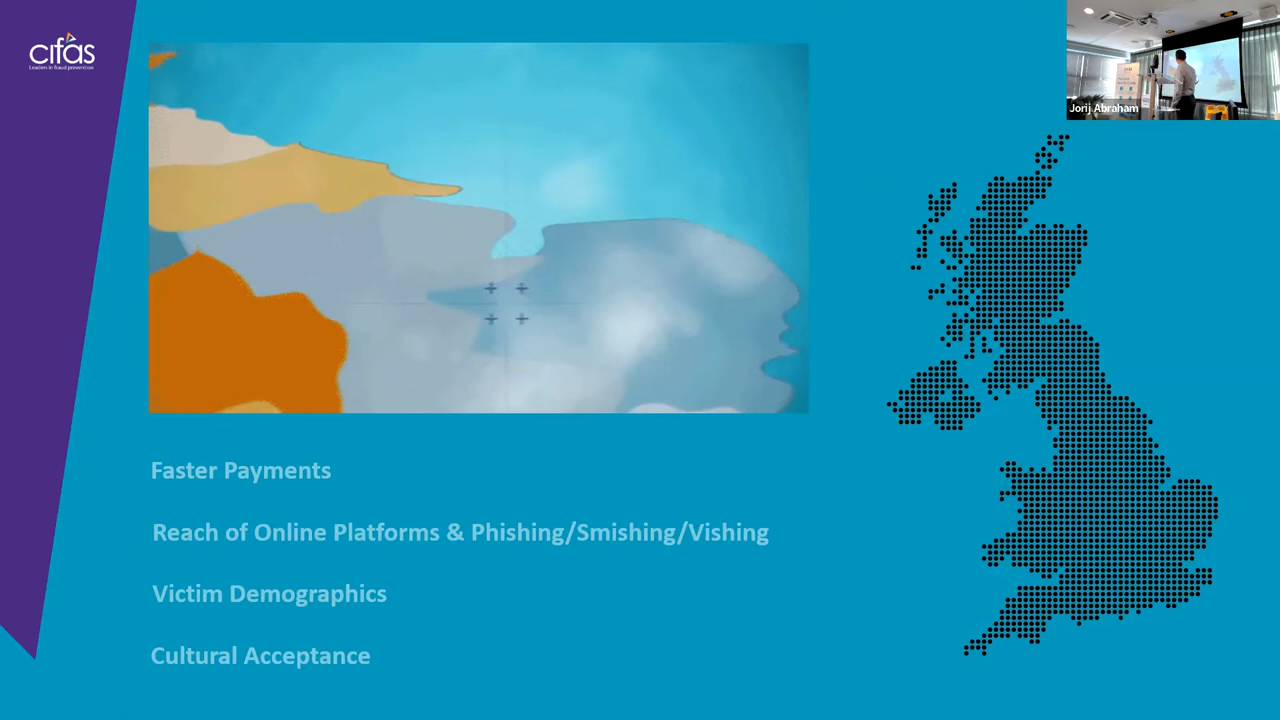 cifas
Leaders in fraud prevention
Jorij Abraham
Faster Payments
Reach of Online Platforms & Phishing/Smishing/Vishing
Victim Demographics
Cultural Acceptance